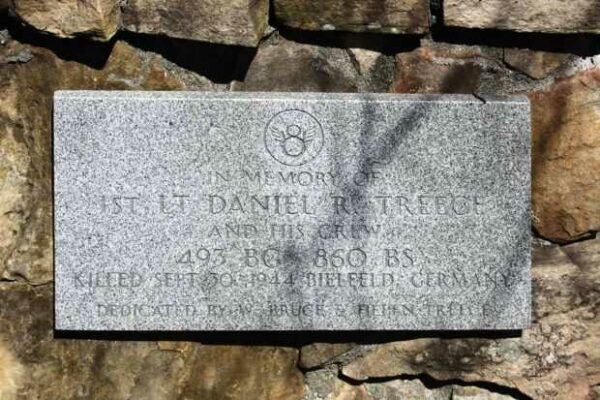 8
IN MEMORY OF
1ST. LT DANIEL R. TREECE
AND HIS CREW
493 BG 860 BS
KILLED SEPT. 30, 1944 BIELFELD, GERMANY
DEDICATED BY W. BRUCE & HELEN TREECE